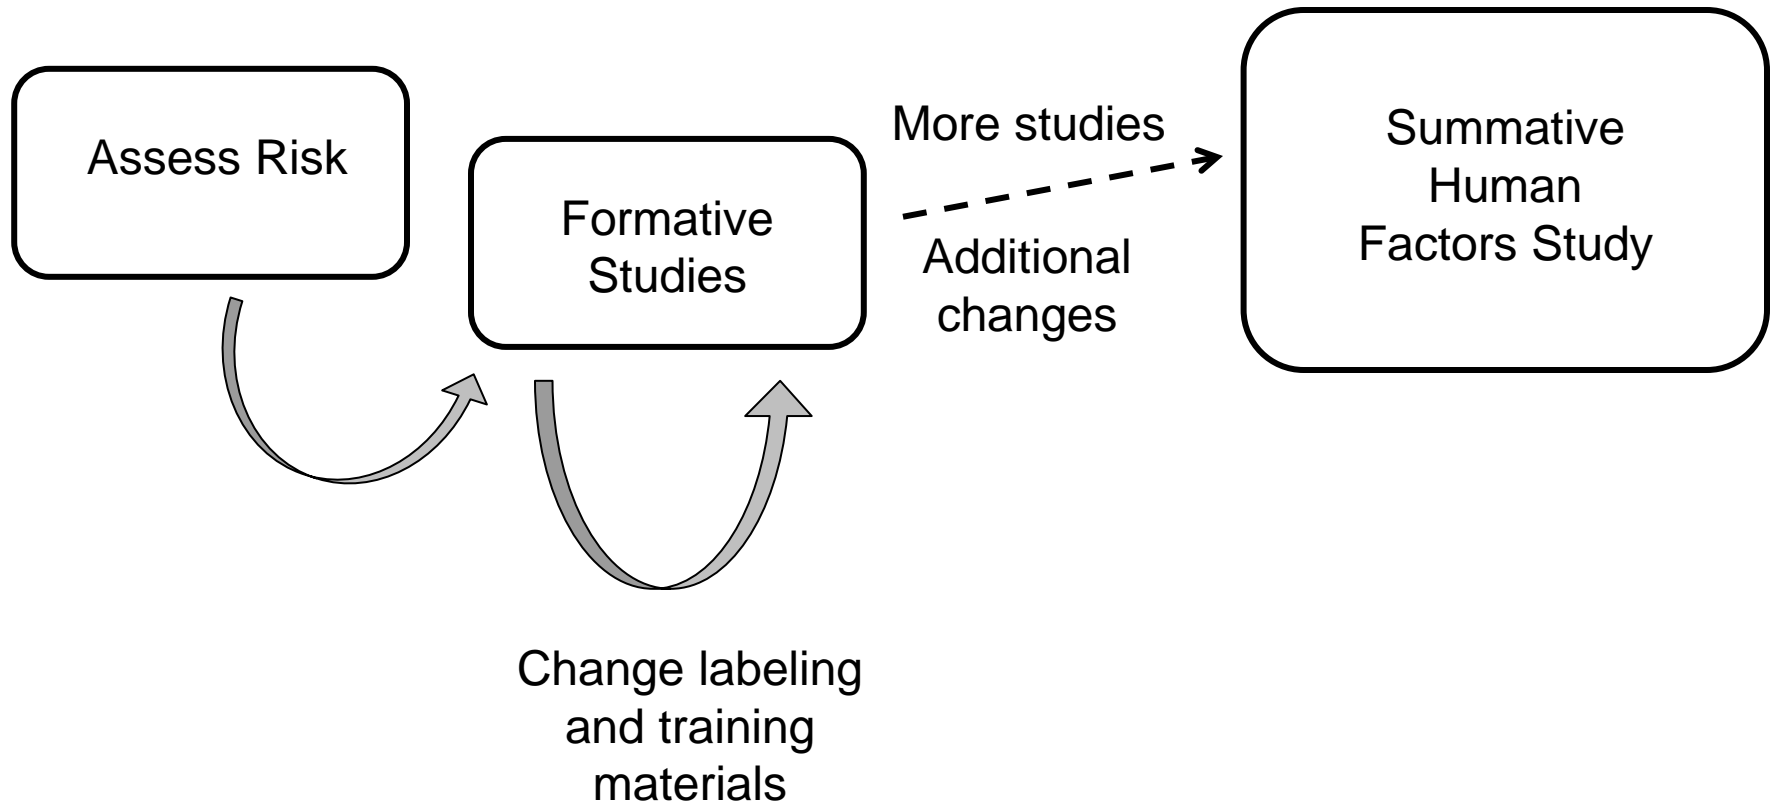 Assess Risk
Formative
Studies
More studies
Additional
changes
Summative
Human
Factors Study
Change labeling
and training
materials